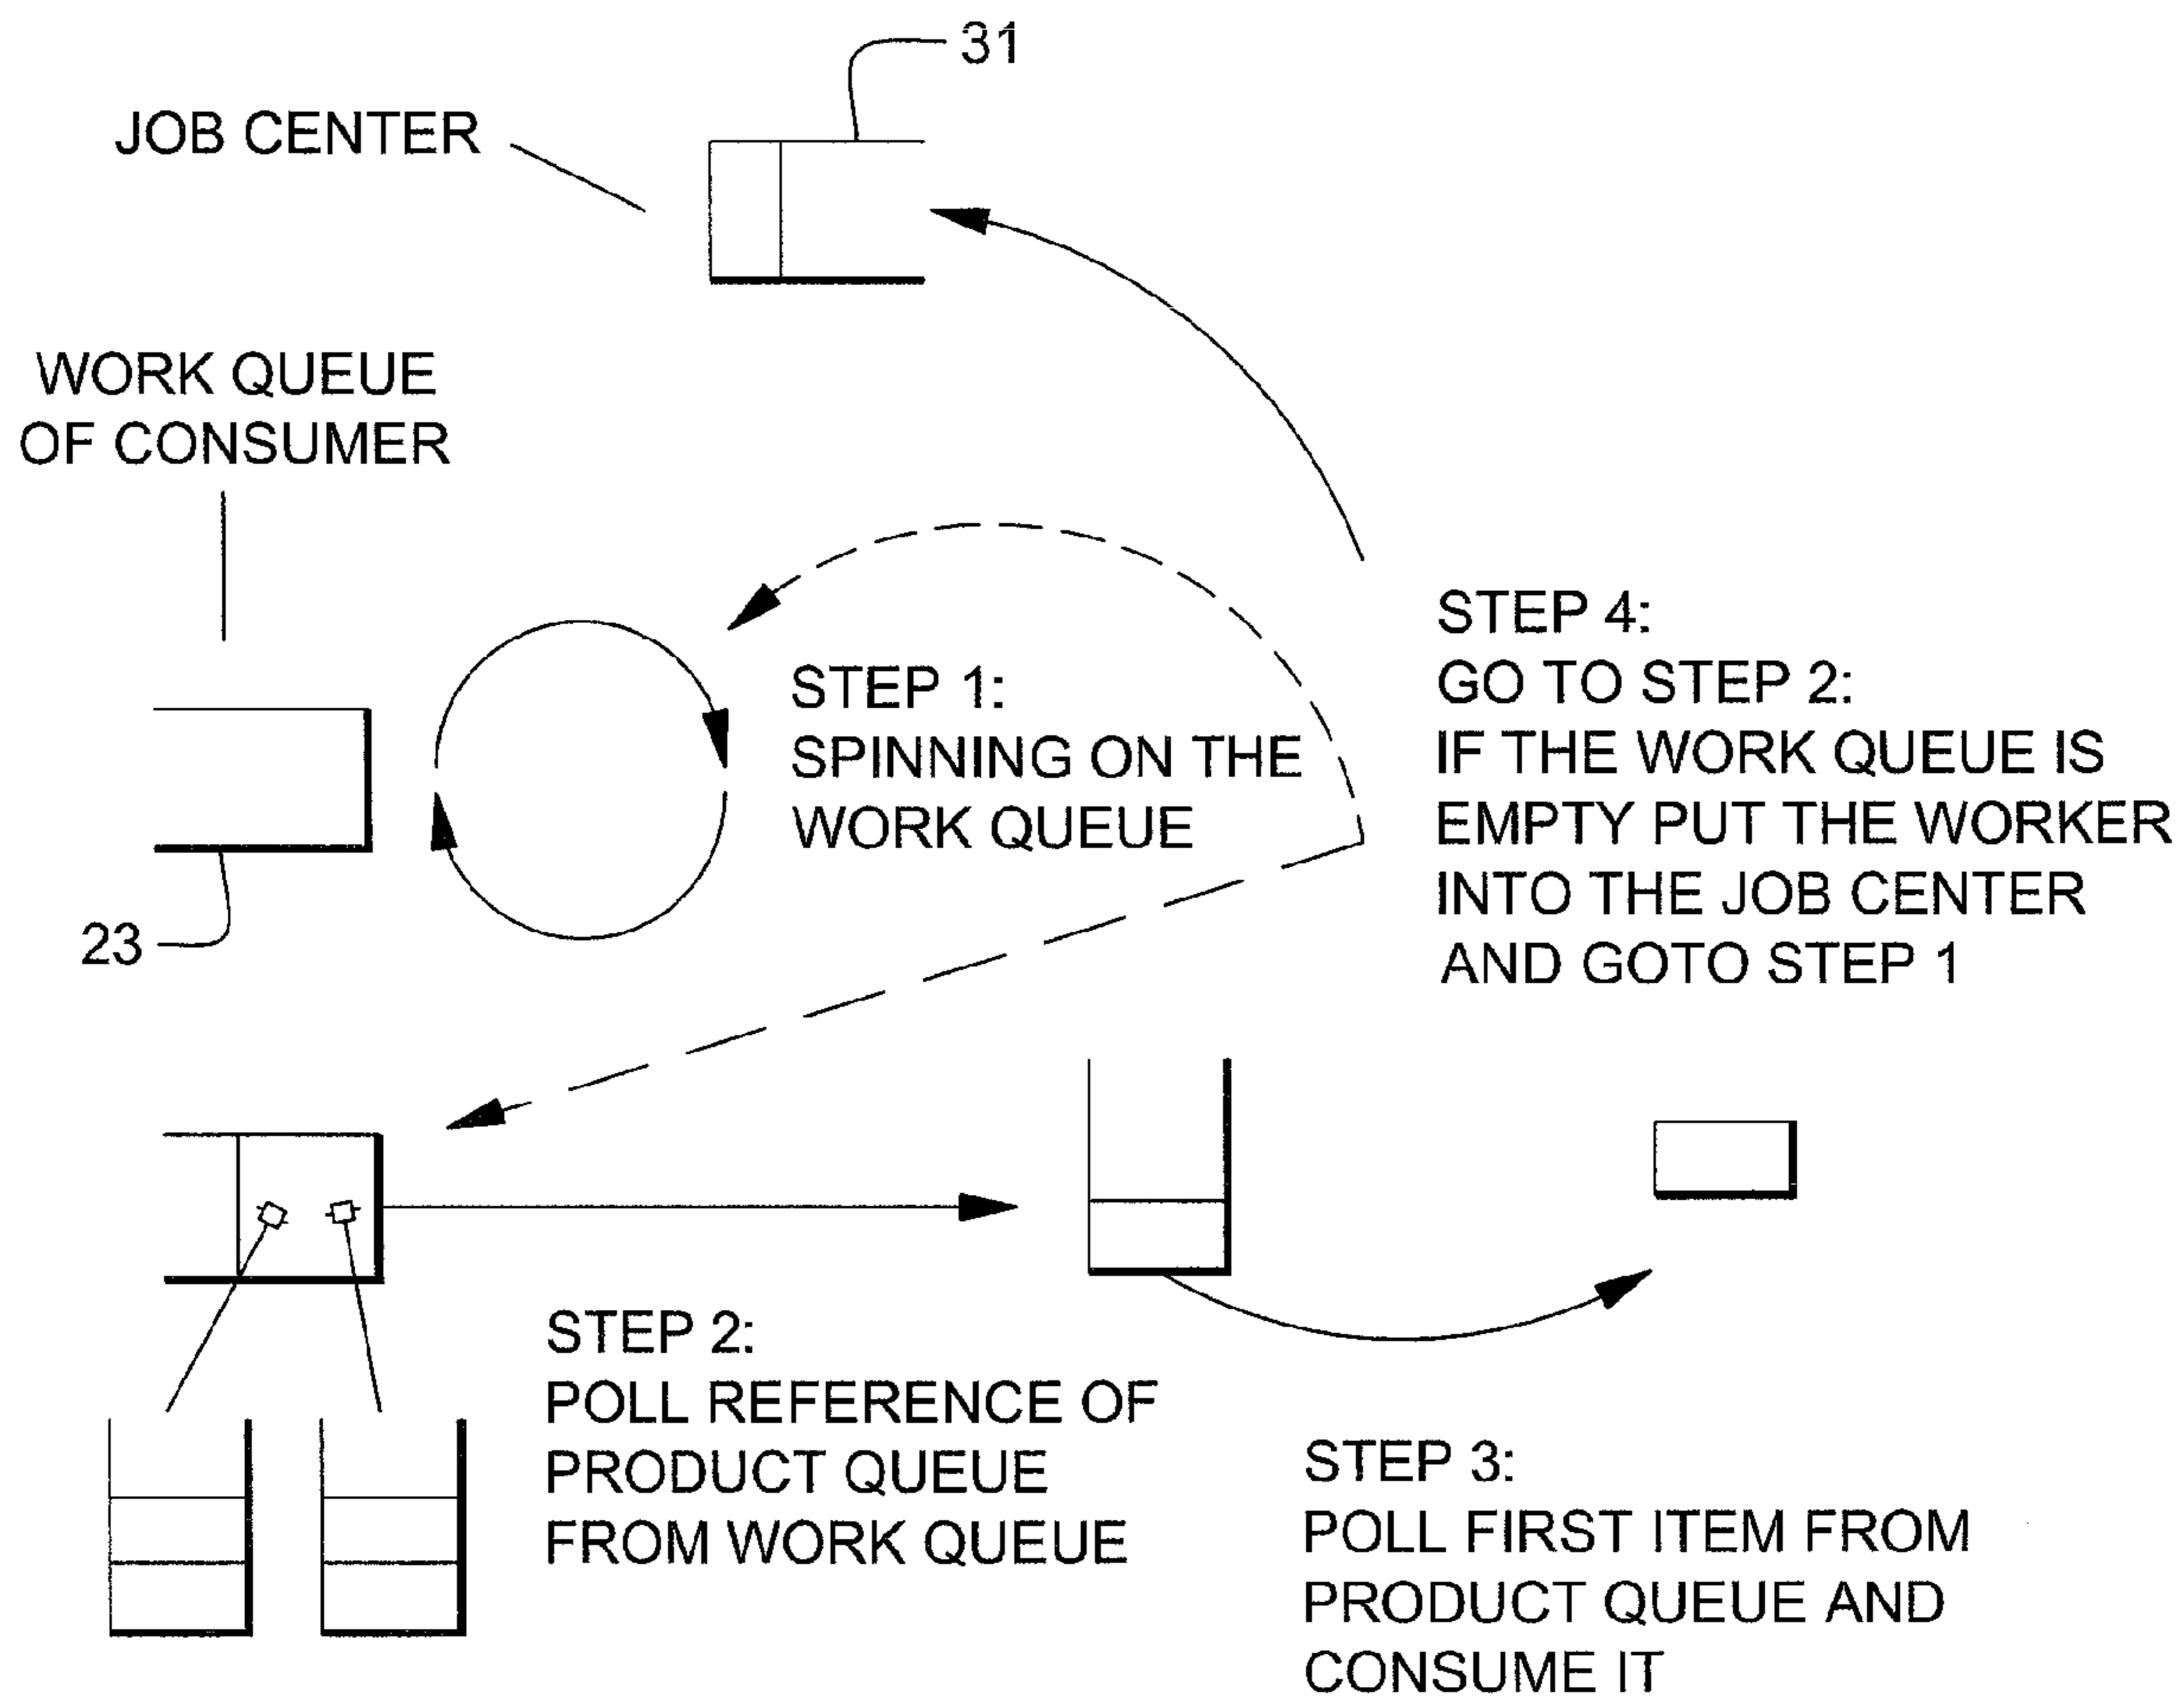 31
JOB CENTER
WORK QUEUE
OF CONSUMER
STEP 1:
SPINNING ON THE
WORK QUEUE
23
STEP 4:
GO TO STEP 2:
IF THE WORK QUEUE IS
EMPTY PUT THE WORKER
INTO THE JOB CENTER
AND GOTO STEP 1
STEP 2:
POLL REFERENCE OF
PRODUCT QUEUE
FROM WORK QUEUE
STEP 3:
POLL FIRST ITEM FROM
PRODUCT QUEUE AND
CONSUME IT